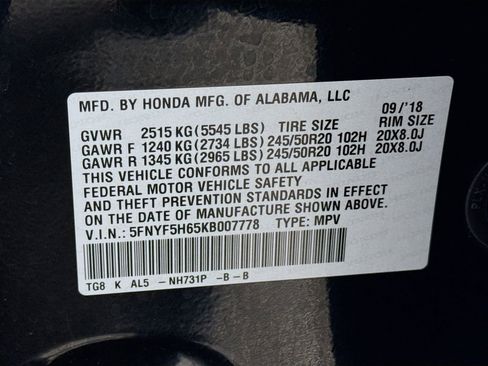 MFD. BY HONDA MFG. OF ALABAMA, LLC 09/'18
GVWR 2515 KG (5545 LBS) TIRE SIZE RIM SIZE
GAWR F 1240 KG (2734 LBS) 245/50R20 102H 20X8.0J
GAWR R 1345 KG (2965 LBS) 245/50R20 102H 20X8.0J
THIS VEHICLE CONFORMS TO ALL APPLICABLE
FEDERAL MOTOR VEHICLE SAFETY
AND THEFT PREVENTION STANDARDS IN EFFECT
ON DATE OF MANUFACTURE SHOWN ABOVE.
V.I.N.: 5FNYF5H65KB007778 TYPE: MPV
TG8 K AL5 -NH731P -B -B